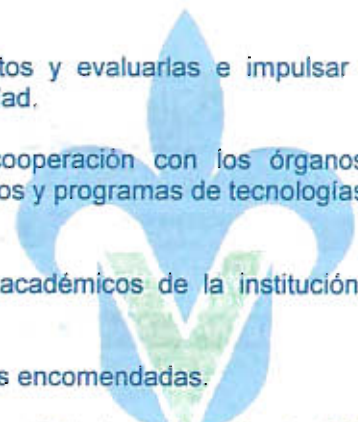 tos y evaluarlas e impulsar
ad.
cooperación con los órganos
os y programas de tecnologías
académicos de la institución
s encomendadas.